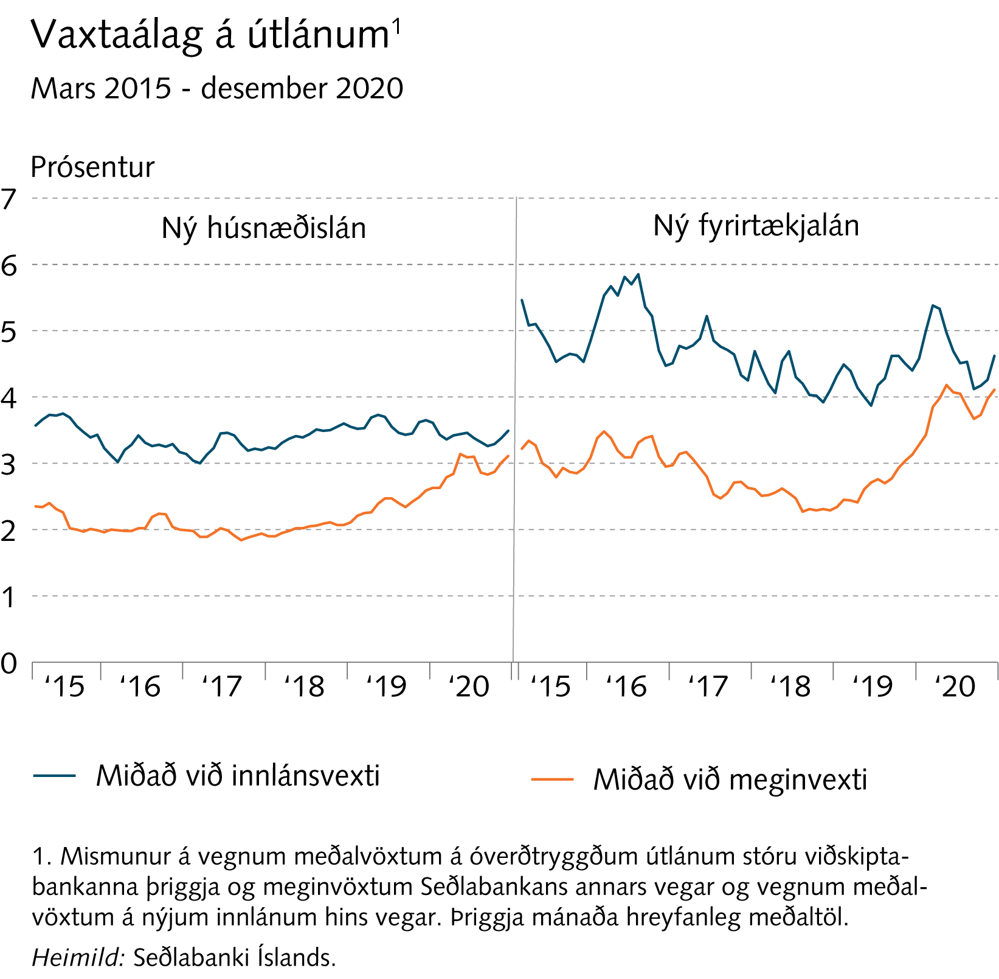 Vaxtaálag á útlánum¹
Mars 2015 - desember 2020
Prósentur
7
6
5
4
3
2
1
0
Ný húsnæðislán
Ný fyrirtækjalán
‘15 ‘16 ‘17 ‘18 ‘19 ‘20 ‘15 ‘16 ‘17 ‘18 ‘19 ‘20
Miðað við innlánsvexti
Miðað við meginvexti
1. Mismunur á vegnum meðalvöxtum á óverðtryggðum útlánum stóru viðskipta-
bankanna þriggja og meginvöxtum Seðlabankans annars vegar og vegnum meðal-
vöxtum á nýjum innlánum hins vegar. Þriggja mánaða hreyfanleg meðaltöl.
Heimild: Seðlabanki Íslands.